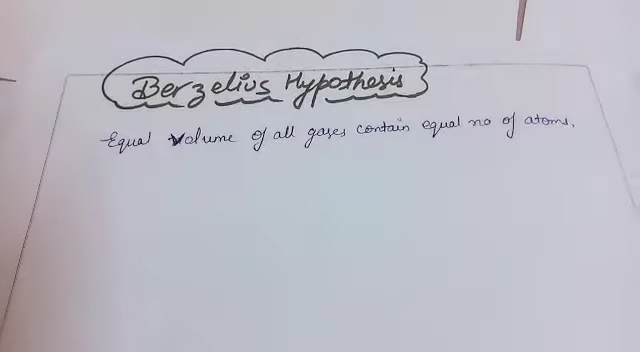 Berzelius Hypothesis
Equal Volume of all gases contain equal no of atoms.